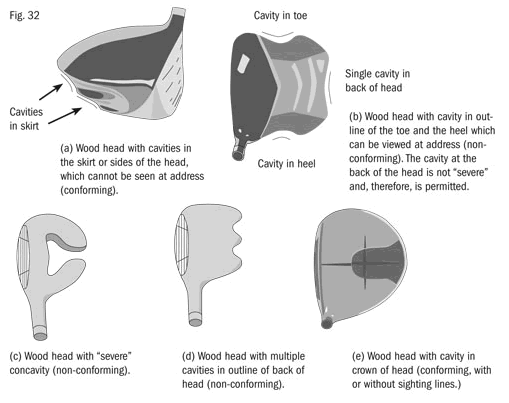 Fig. 32
Cavity in toe
Cavities
in skirt
Single cavity in
back of head
Cavity in heel
(a) Wood head with cavities in
the skirt or sides of the head,
which cannot be seen at address
(conforming).
(b) Wood head with cavity in out-
line of the toe and the heel which
can be viewed at address (non-
conforming). The cavity at the
back of the head is not “severe”
and, therefore, is permitted.
(c) Wood head with “severe”
concavity (non-conforming).
(d) Wood head with multiple
cavities in outline of back of
head (non-conforming).
(e) Wood head with cavity in
crown of head (conforming, with
or without sighting lines.)